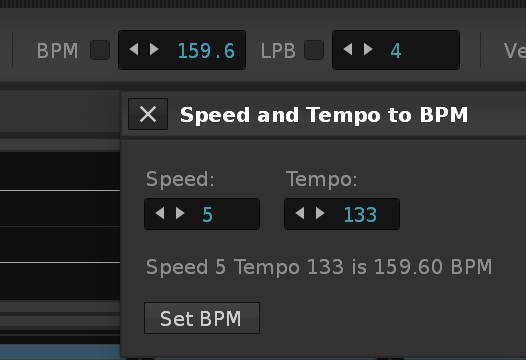 BPM 159.6 LPB 4 Ve
Speed and Tempo to BPM
Speed: Tempo:
5 133
Speed 5 Tempo 133 is 159.60 BPM
Set BPM